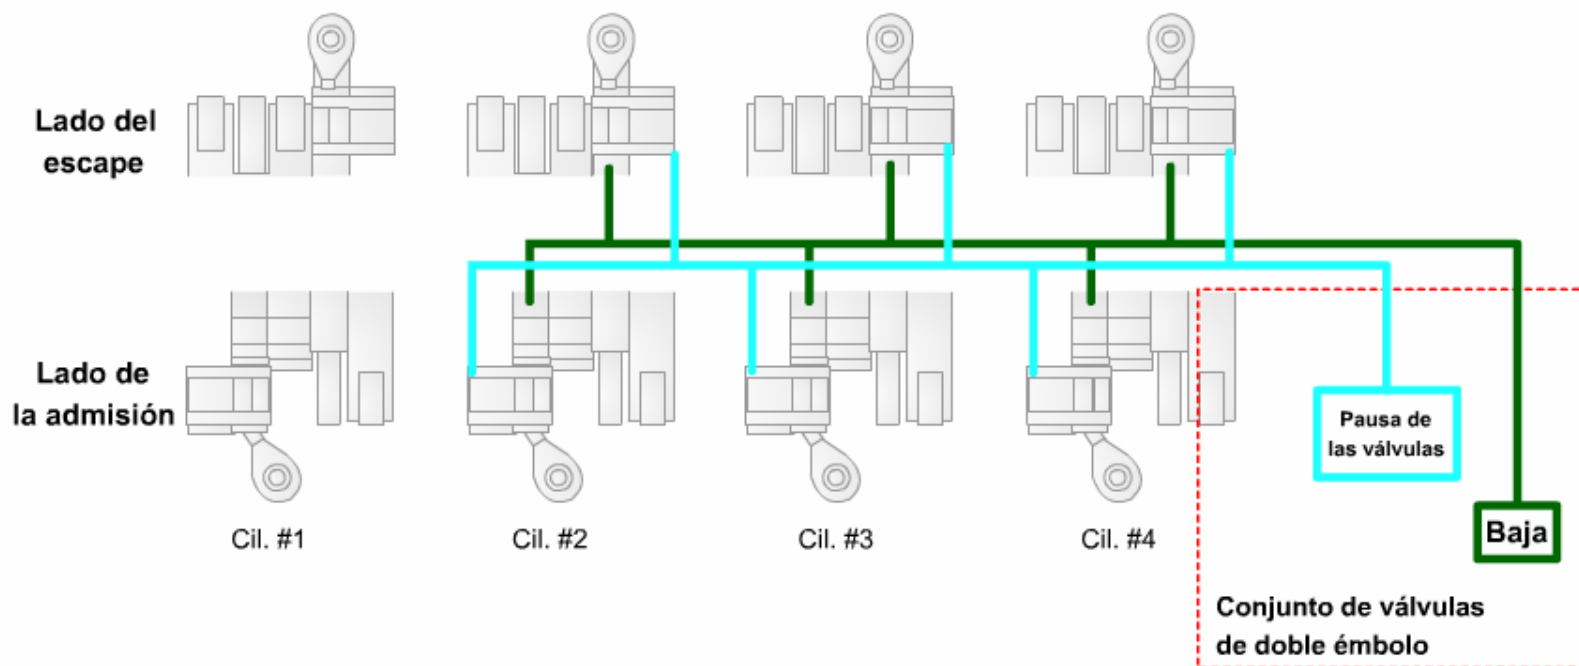 Lado del
escape
Lado de
la admisión
Cil. #1
Cil. #2
Cil. #3
Cil. #4
Pausa de
las válvulas
Baja
Conjunto de válvulas
de doble émbolo